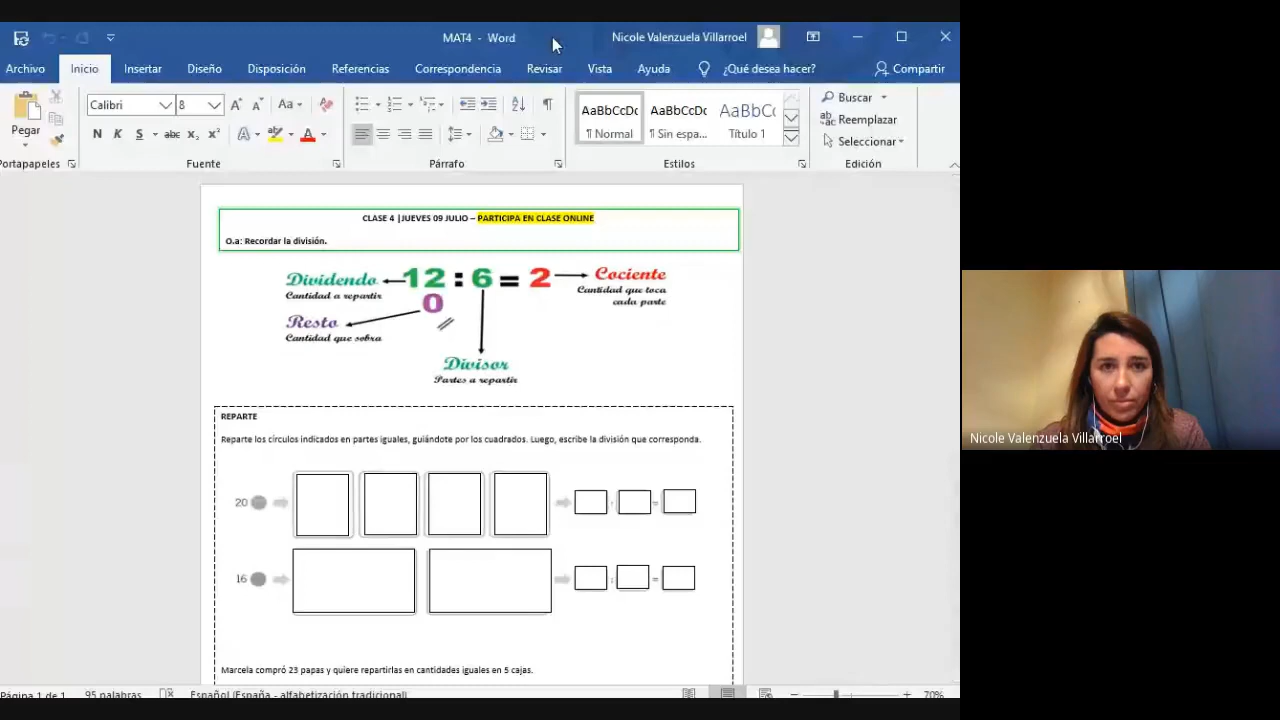 MAT4 - Word
Nicole Valenzuela Villarroel
Archivo Inicio Insertar Diseño Disposición Referencias Correspondencia Revisar Vista Ayuda ¿Qué desea hacer? Compartir
Pegar
Calibri 8
Aa
N K S abc x₂ x²
A A
AaBbCcDc AaBbCcDc AaBbCc
¶ Normal ¶ Sin espa... Título 1
Buscar
Reemplazar
Seleccionar
Portapapeles Fuente Párrafo Estilos Edición
CLASE 4 |JUEVES 09 JULIO – PARTICIPA EN CLASE ONLINE
O.a: Recordar la división.
Dividendo 12 : 6 = 2 Cociente
Cantidad a repartir
Cantidad que toca
cada parte
0
Resto
Cantidad que sobra
Divisor
Partes a repartir
REPARTE
Reparte los círculos indicados en partes iguales, guiándote por los cuadrados. Luego, escribe la división que corresponda.
20 : =
16 : =
Marcela compró 23 papas y quiere repartirlas en cantidades iguales en 5 cajas.
Página 1 de 1 95 palabras Español (España - alfabetización tradicional) 70%
Nicole Valenzuela Villarroel